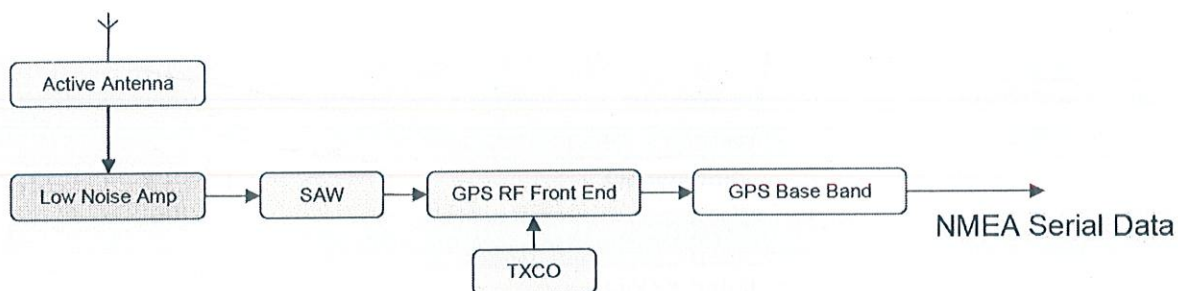 Active Antenna
Low Noise Amp
SAW
GPS RF Front End
GPS Base Band
NMEA Serial Data
TXCO